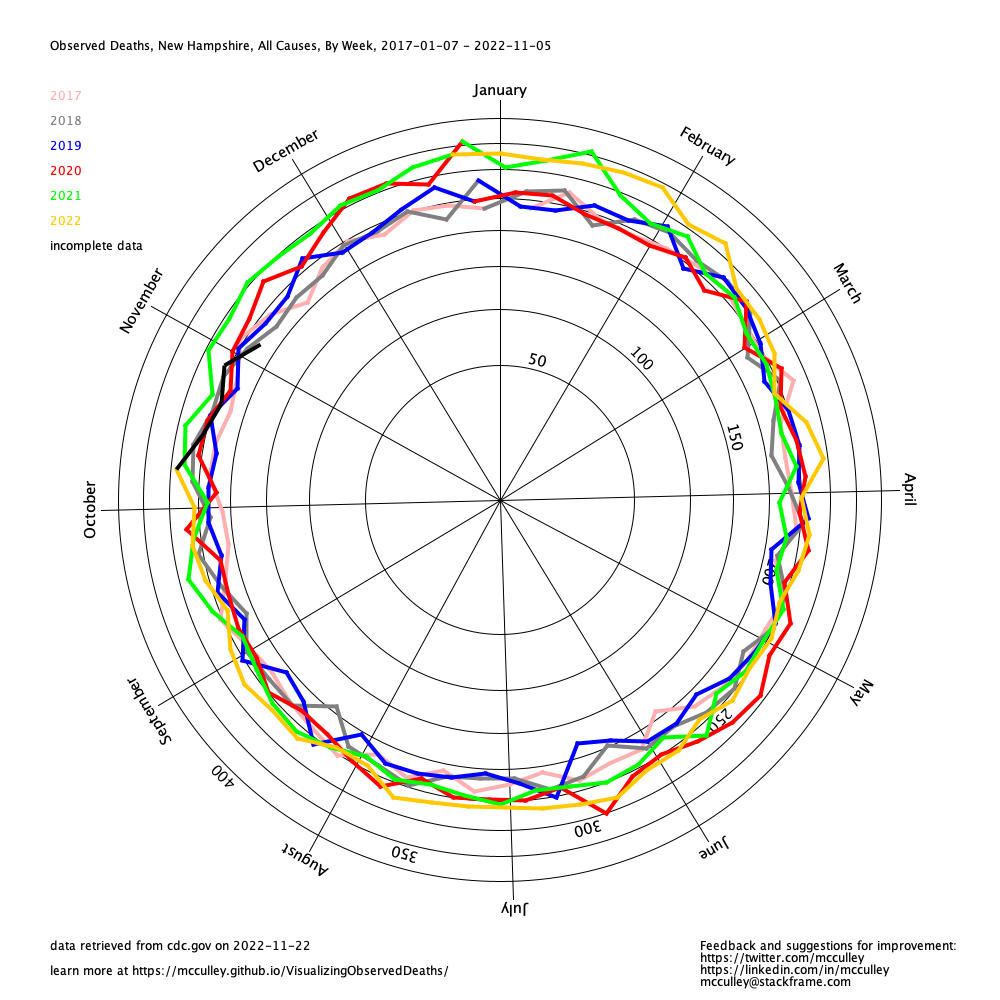 Observed Deaths, New Hampshire, All Causes, By Week, 2017-01-07 - 2022-11-05
2017
2018
2019
2020
2021
2022
incomplete data
January
February
March
April
May
June
July
August
September
October
November
December
50
100
150
200
250
300
350
400
data retrieved from cdc.gov on 2022-11-22
learn more at https://mcculley.github.io/VisualizingObservedDeaths/
Feedback and suggestions for improvement:
https://twitter.com/mcculley
https://linkedin.com/in/mcculley
mcculley@stackframe.com